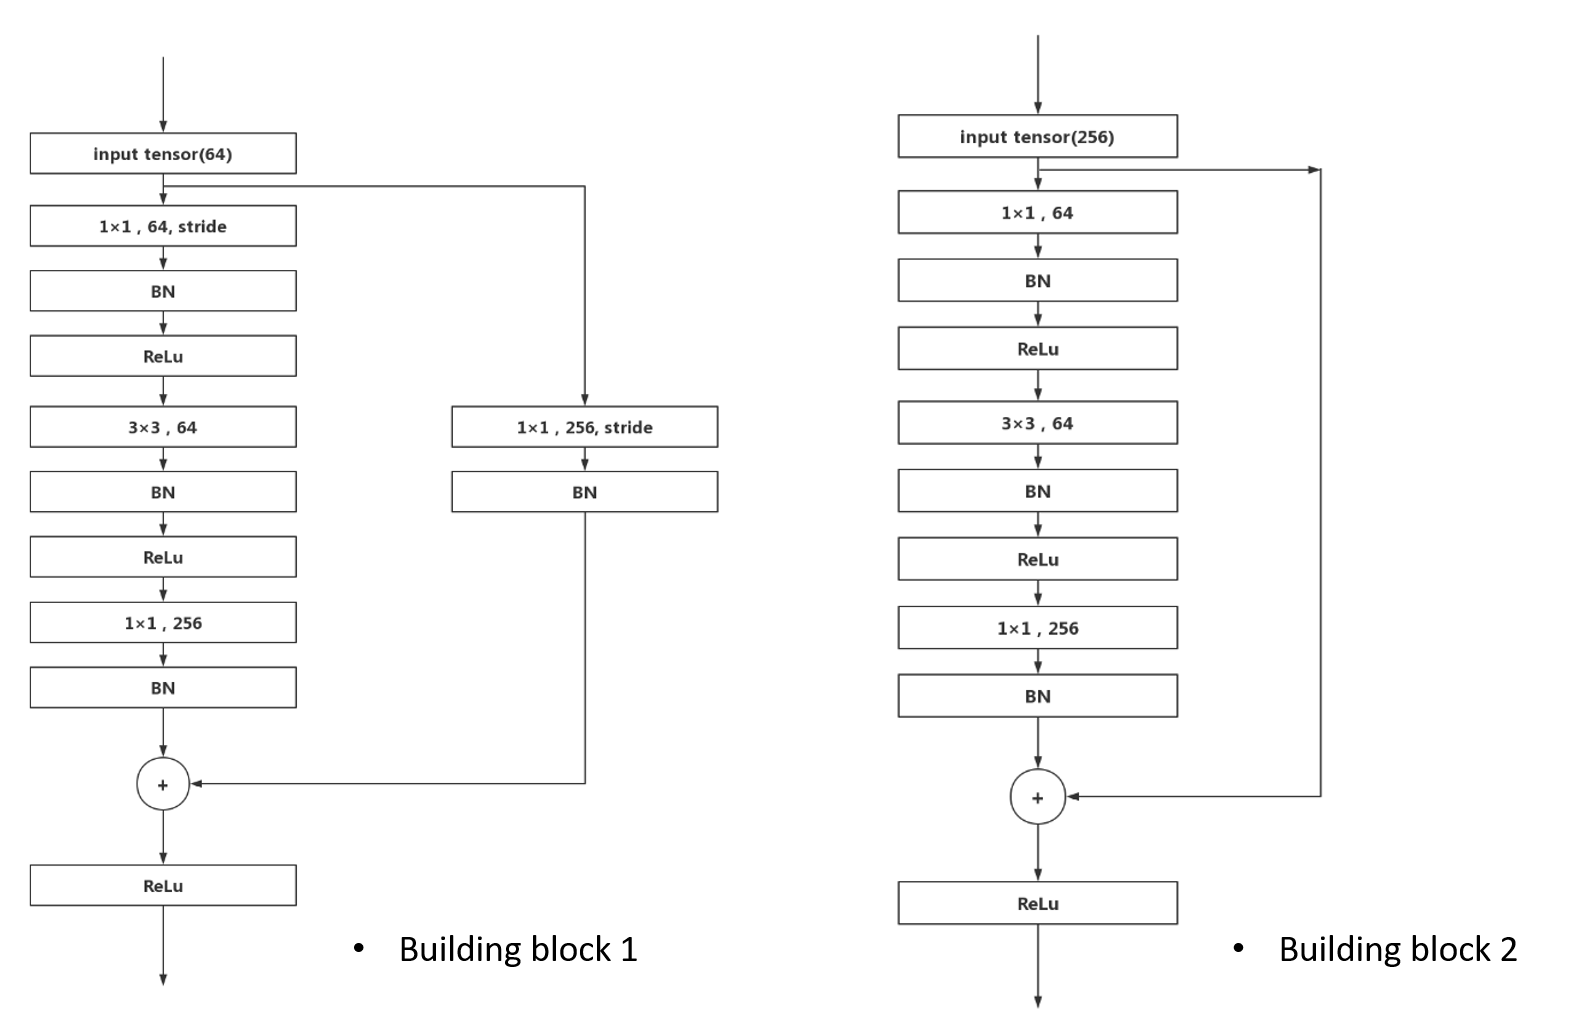 input tensor(64)
1×1 , 64, stride
BN
ReLu
3×3 , 64
BN
ReLu
1×1 , 256
BN
+
ReLu
1×1 , 256, stride
BN
• Building block 1
input tensor(256)
1×1 , 64
BN
ReLu
3×3 , 64
BN
ReLu
1×1 , 256
BN
+
ReLu
• Building block 2